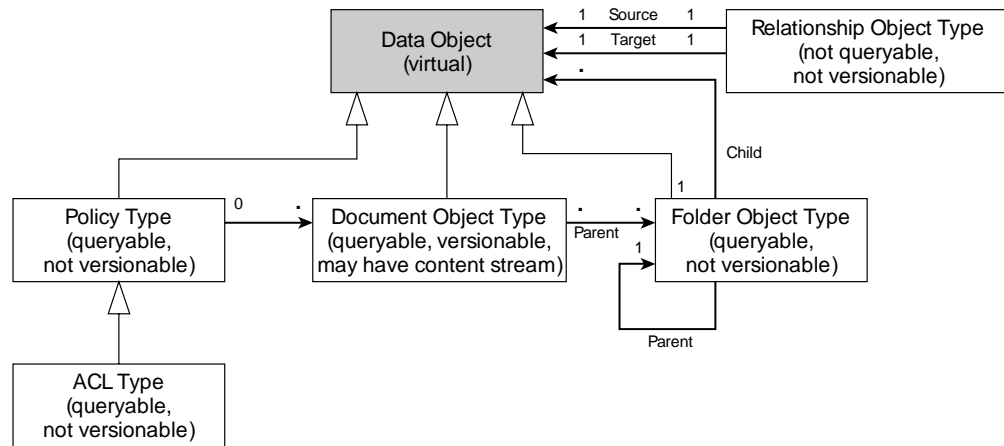 Data Object
(virtual)
1 Source 1
1 Target 1
.
Relationship Object Type
(not queryable,
not versionable)
Child
Policy Type
(queryable,
not versionable)
0 .
Document Object Type
(queryable, versionable,
may have content stream)
. .
Parent
1
Folder Object Type
(queryable,
not versionable)
1
Parent
ACL Type
(queryable,
not versionable)